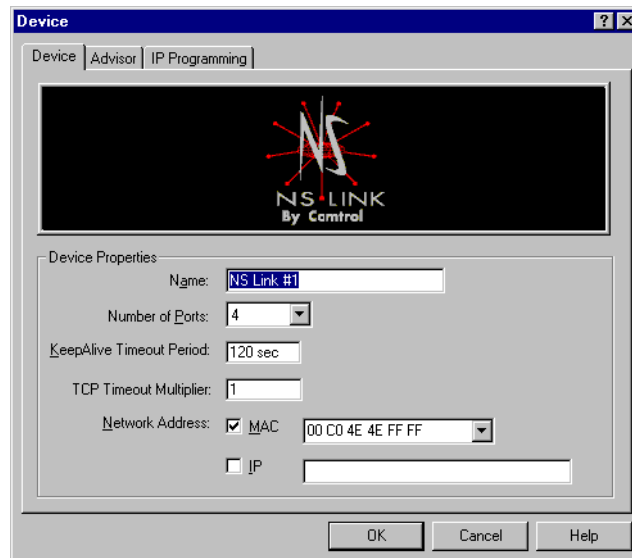 Device
Device Advisor IP Programming
NS
NS LINK
By Comtrol
Device Properties
Name: NS Link #1
Number of Ports: 4
KeepAlive Timeout Period: 120 sec
TCP Timeout Multiplier: 1
Network Address: MAC 00 C0 4E 4E FF FF
IP
OK Cancel Help